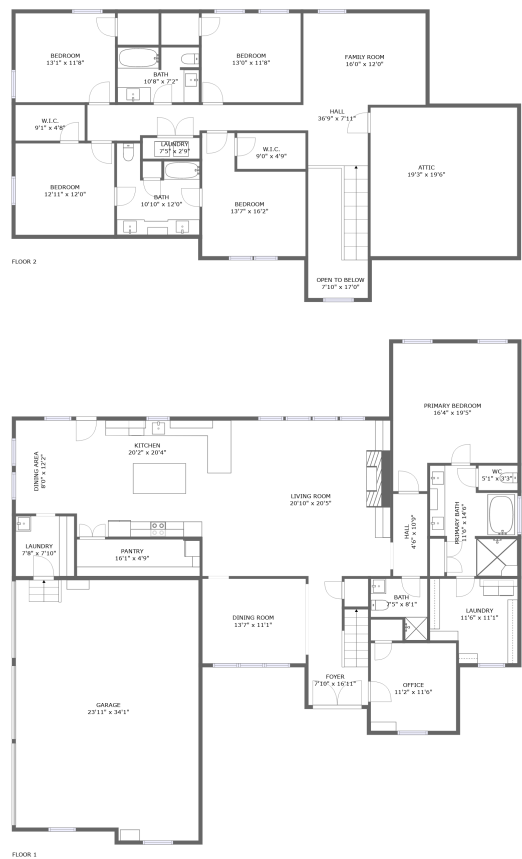 BEDROOM
13'1" x 11'8"
BEDROOM
13'0" x 11'8"
FAMILY ROOM
16'0" x 12'0"
BATH
10'8" x 7'2"
HALL
36'9" x 7'11"
W.I.C.
9'1" x 4'8"
LAUNDRY
7'5" x 2'9"
W.I.C.
9'0" x 4'9"
ATTIC
19'3" x 19'6"
BEDROOM
12'11" x 12'0"
BATH
10'10" x 12'0"
BEDROOM
13'7" x 16'2"
OPEN TO BELOW
7'10" x 17'0"
FLOOR 2
PRIMARY BEDROOM
16'4" x 19'5"
KITCHEN
20'2" x 20'4"
DINING AREA
8'0" x 12'2"
LIVING ROOM
20'10" x 20'5"
WC
5'1" x 3'3"
PRIMARY BATH
11'6" x 14'6"
HALL
4'6" x 10'9"
LAUNDRY
7'8" x 7'10"
PANTRY
16'1" x 4'9"
BATH
7'5" x 8'1"
LAUNDRY
11'6" x 11'1"
DINING ROOM
13'7" x 11'1"
FOYER
7'10" x 16'11"
OFFICE
11'2" x 11'6"
GARAGE
23'11" x 34'1"
FLOOR 1